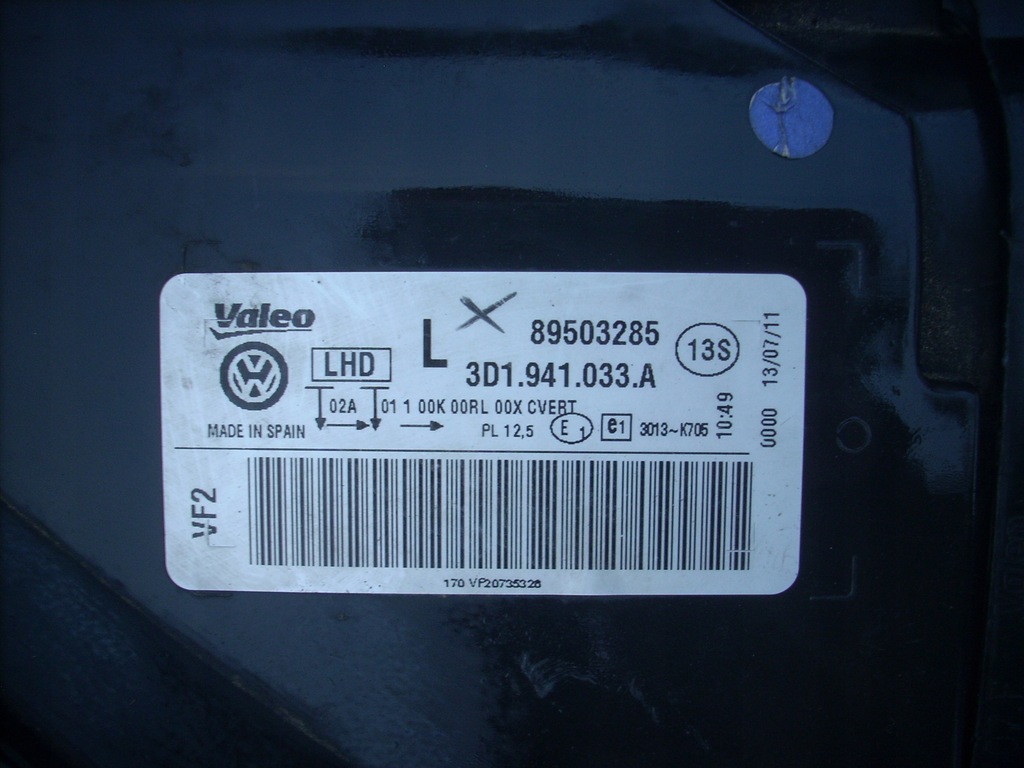 Valeo
L
89503285
13S
LHD
3D1.941.033.A
02A 01 1 00K 00RL 00X CVERT
MADE IN SPAIN
PL 12,5 E 1 e1 3013~K705
10:49
0000 13/07/11
VF2
170 VF20735326